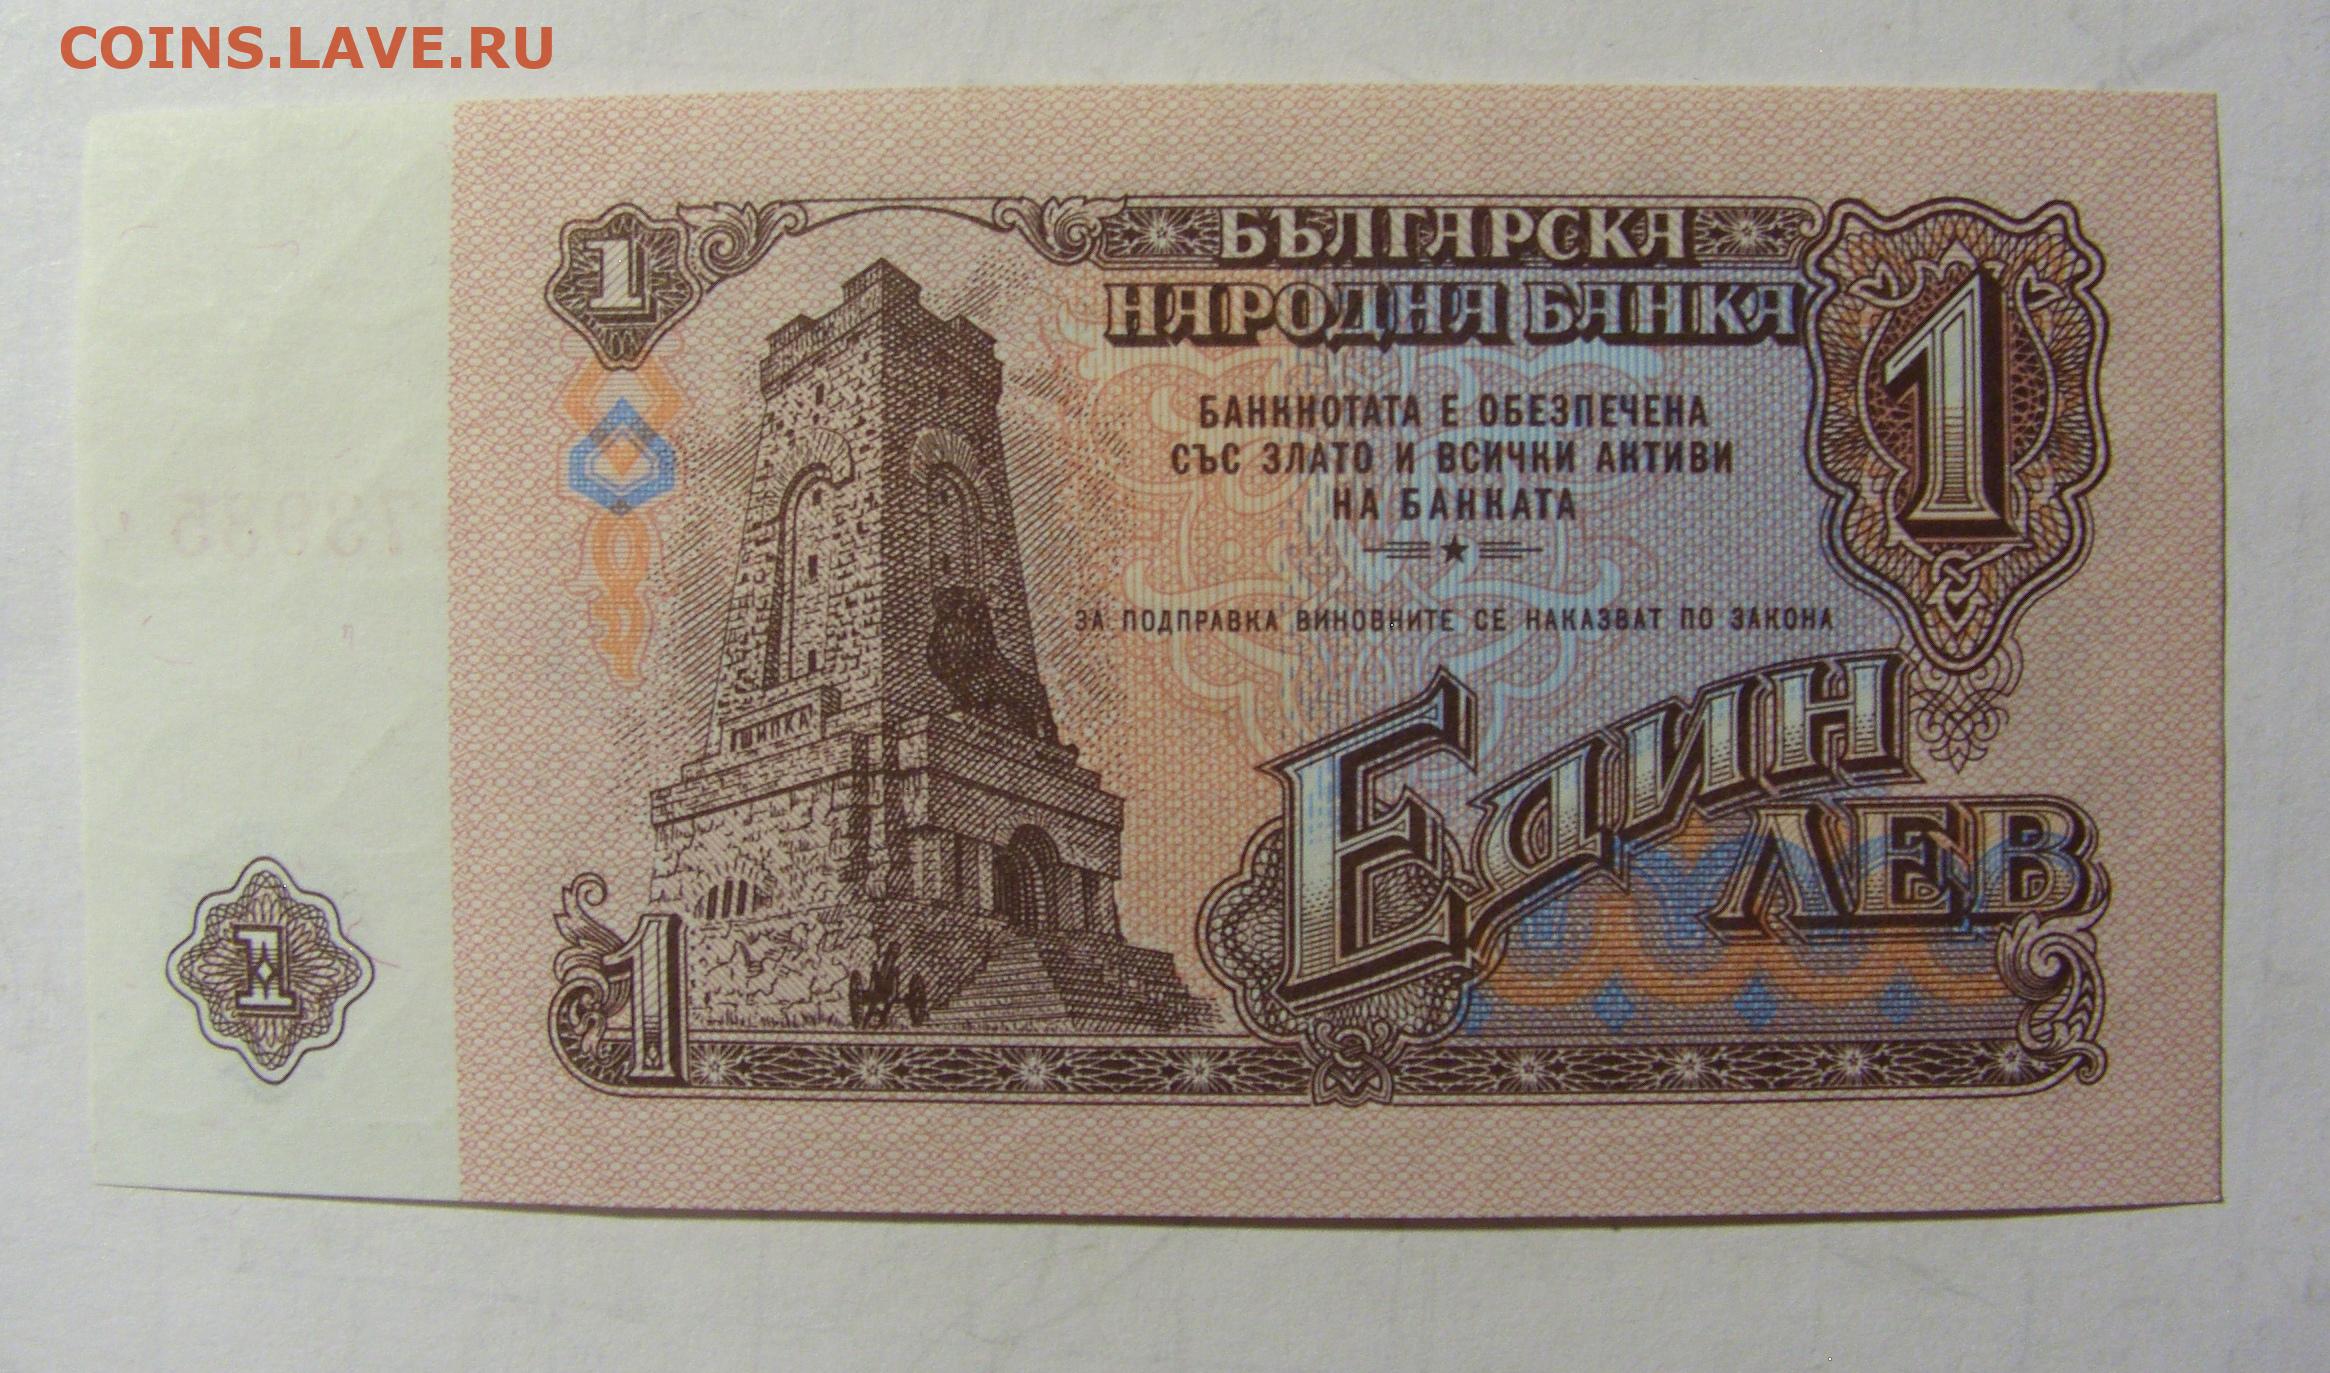 COINS.LAVE.RU
1
БЪЛГАРСКА
НАРОДНА БАНКА
1
БАНКНОТАТА Е ОБЕЗПЕЧЕНА
СЪС ЗЛАТО И ВСИЧКИ АКТИВИ
НА БАНКАТА
ЗА ПОДПРАВКА ВИНОВНИТЕ СЕ НАКАЗВАТ ПО ЗАКОНА
ШИПКА
Един
ЛЕВ
1
1